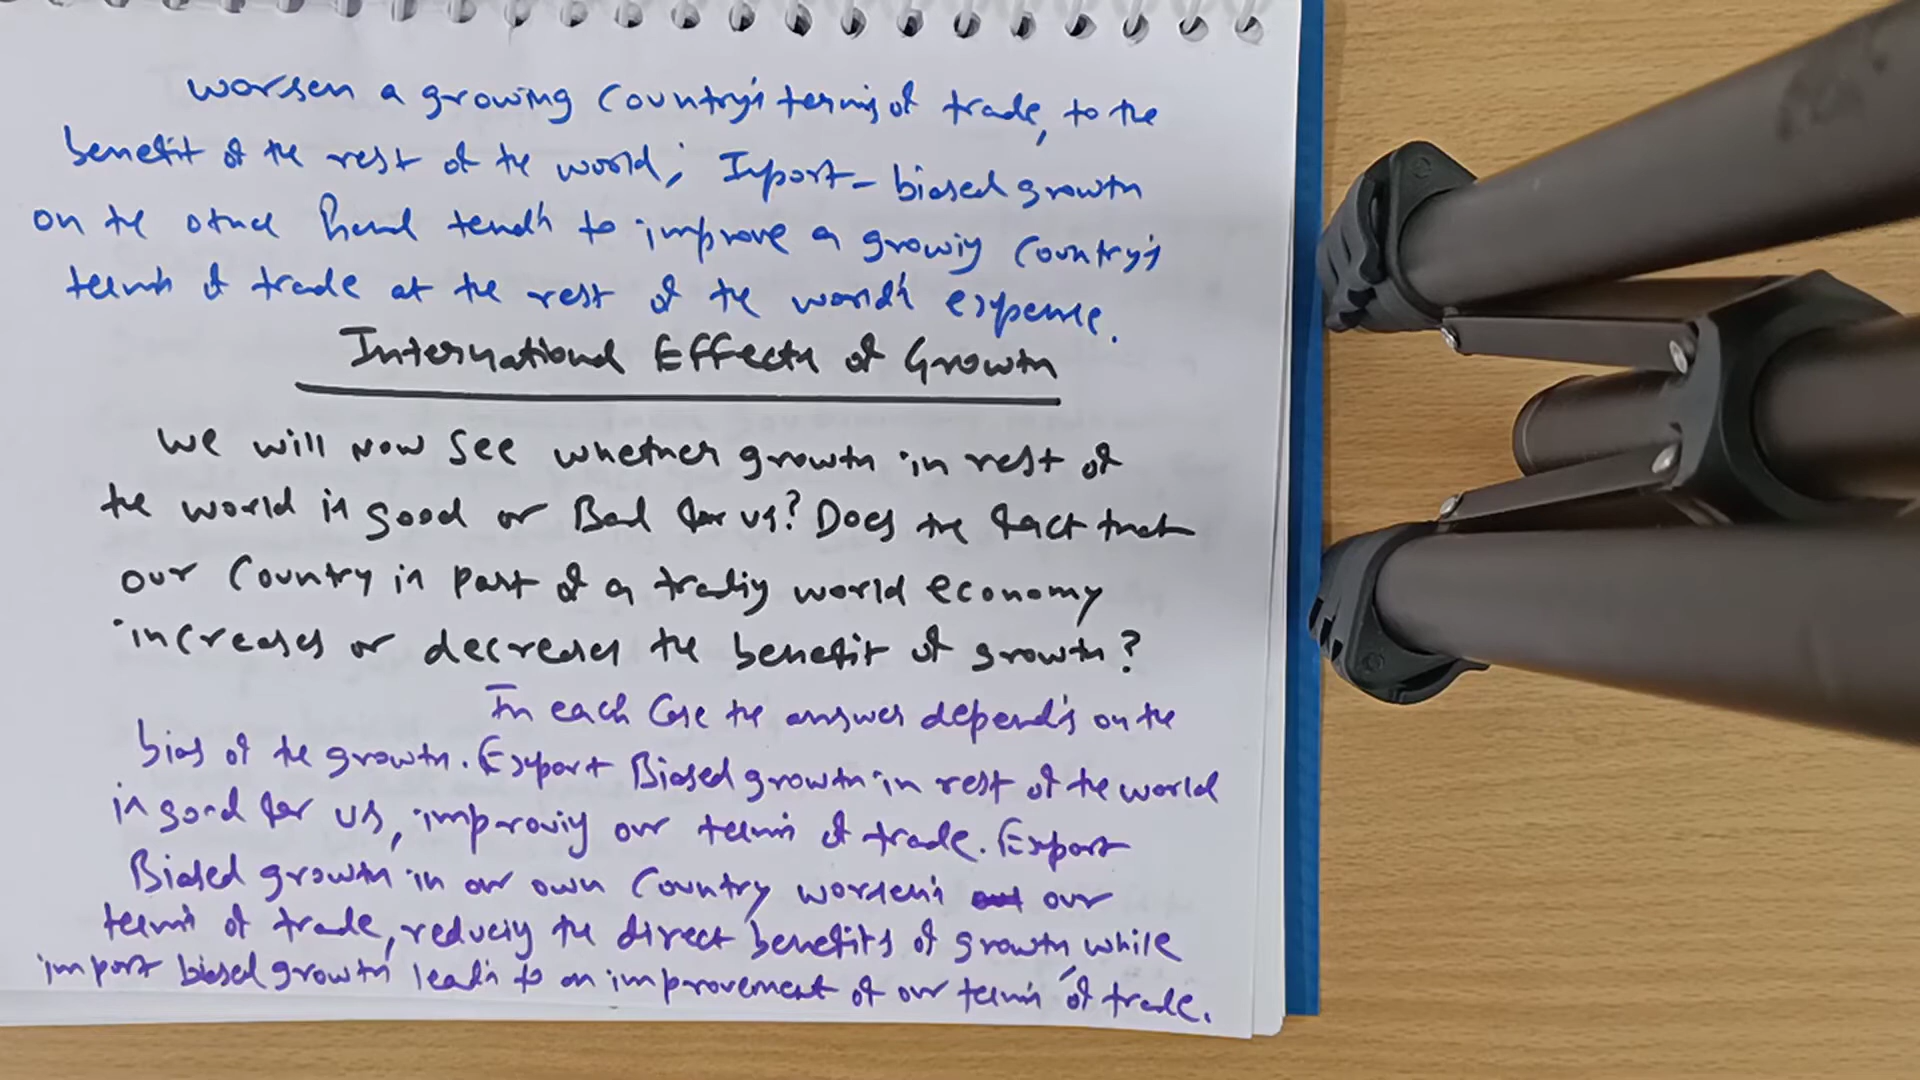 worsen a growing country's terms of trade, to the
benefit of the rest of the world; Import-biased growth
on the other hand tends to improve a growing country's
terms of trade at the rest of the world's expense.
International Effects of Growth
We will now see whether growth in rest of
the world is good or Bad for us? Does the fact that
our country is part of a trading world economy
increases or decreases the benefit of growth?
In each case the answer depends on the
bias of the growth. Export Biased growth in rest of the world
is good for us, improving our terms of trade. Export
Biased growth in our own country worsens our
terms of trade, reducing the direct benefits of growth, while
import biased growth leads to an improvement of our terms of trade.